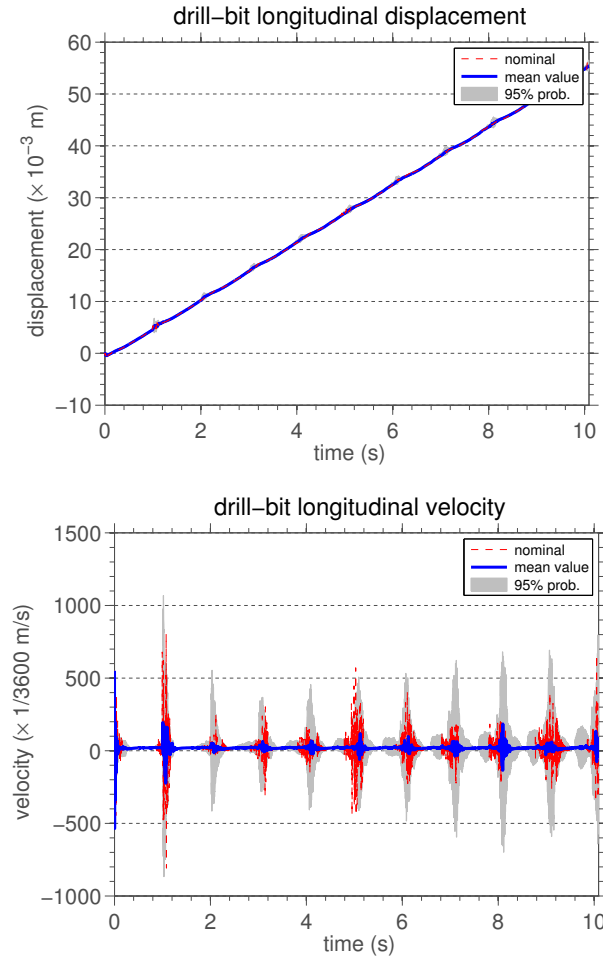 drill−bit longitudinal displacement
60
50
40
30
20
10
0
−10
displacement (× 10⁻³ m)
nominal
mean value
95% prob.
0 2 4 6 8 10
time (s)
drill−bit longitudinal velocity
1500
1000
500
0
−500
−1000
velocity (× 1/3600 m/s)
nominal
mean value
95% prob.
0 2 4 6 8 10
time (s)